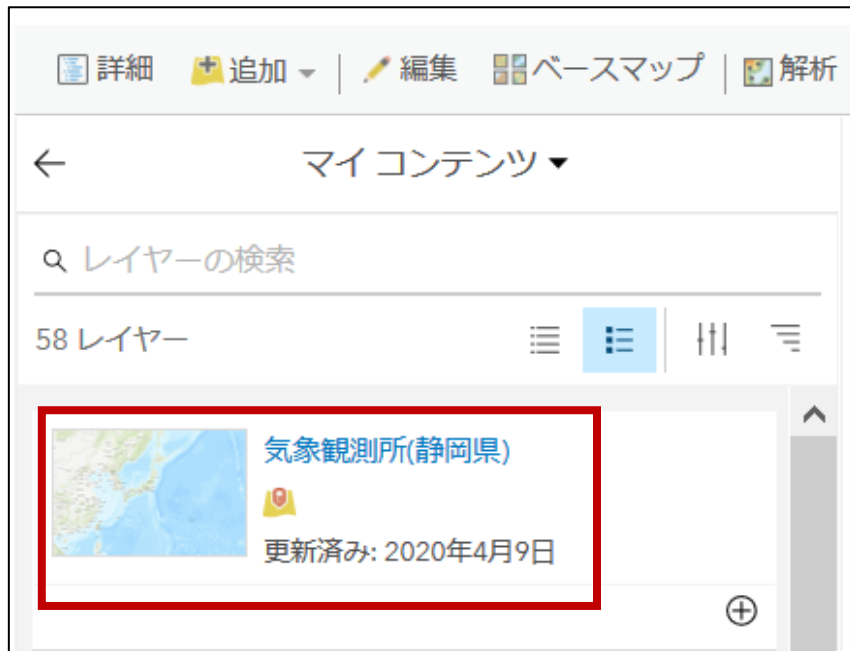 詳細 追加 編集 ベースマップ 解析
マイ コンテンツ
レイヤーの検索
58 レイヤー
気象観測所(静岡県)
更新済み: 2020年4月9日